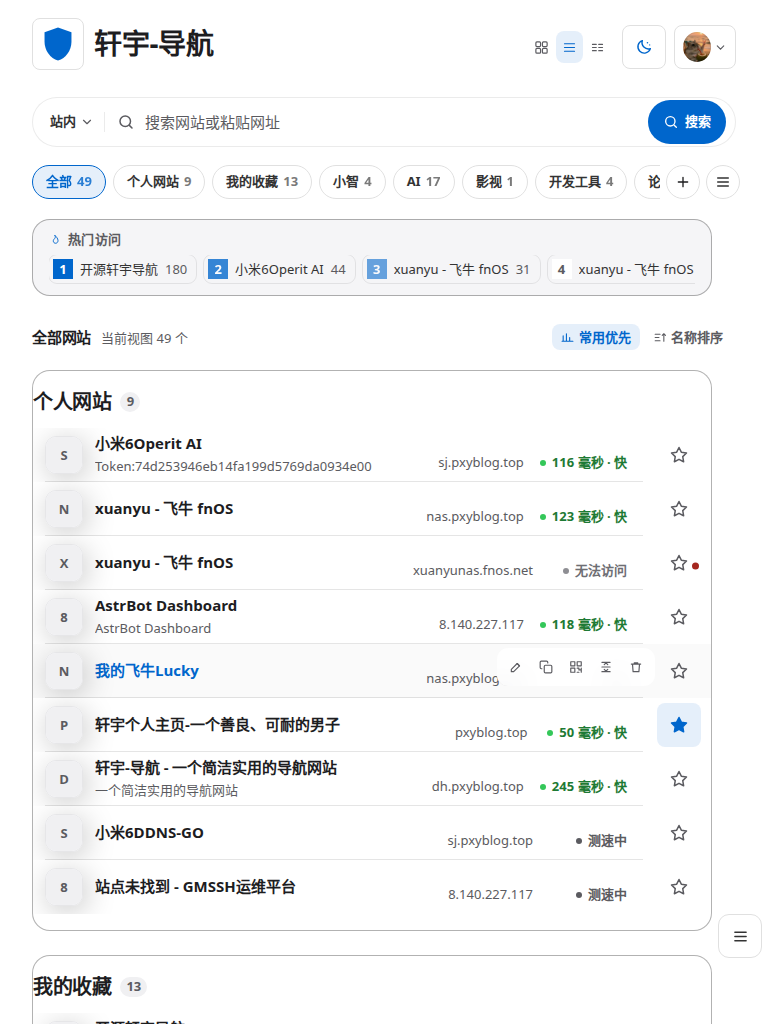 轩宇-导航
站内 搜索网站或粘贴网址 搜索
全部 49 个人网站 9 我的收藏 13 小智 4 AI 17 影视 1 开发工具 4 论
热门访问
1 开源轩宇导航 180 2 小米6Operit AI 44 3 xuanyu - 飞牛 fnOS 31 4 xuanyu - 飞牛 fnOS
全部网站 当前视图 49 个 常用优先 名称排序
个人网站 9
S 小米6Operit AI
Token:74d253946eb14fa199d5769da0934e00 sj.pxyblog.top 116 毫秒 · 快
N xuanyu - 飞牛 fnOS nas.pxyblog.top 123 毫秒 · 快
X xuanyu - 飞牛 fnOS xuanyunas.fnos.net 无法访问
8 AstrBot Dashboard
AstrBot Dashboard 8.140.227.117 118 毫秒 · 快
N 我的飞牛Lucky nas.pxyblog
P 轩宇个人主页-一个善良、可耐的男子 pxyblog.top 50 毫秒 · 快
D 轩宇-导航 - 一个简洁实用的导航网站
一个简洁实用的导航网站 dh.pxyblog.top 245 毫秒 · 快
S 小米6DDNS-GO sj.pxyblog.top 测速中
8 站点未找到 - GMSSH运维平台 8.140.227.117 测速中
我的收藏 13